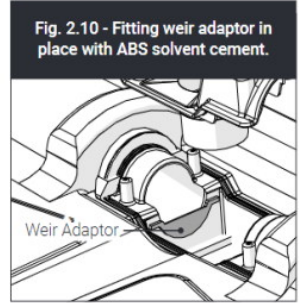 Fig. 2.10 - Fitting weir adaptor in
place with ABS solvent cement.
Weir Adaptor